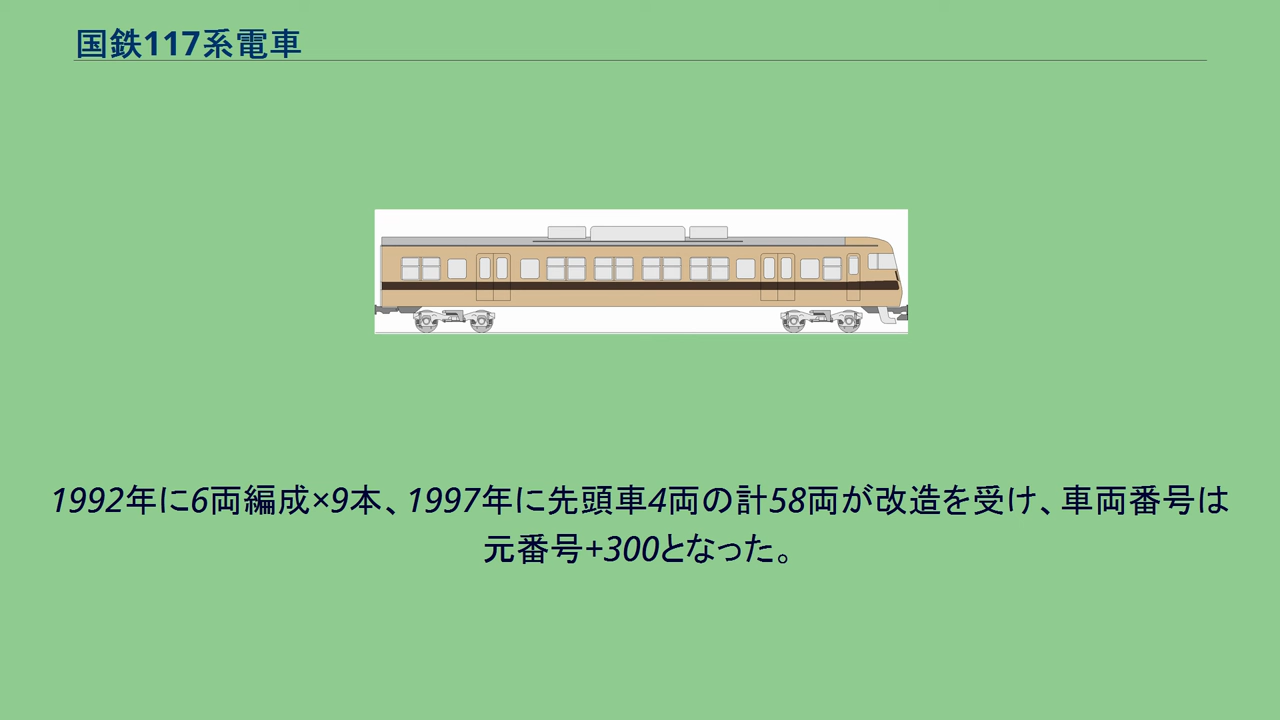 国鉄117系電車
1992年に6両編成×9本、1997年に先頭車4両の計58両が改造を受け、車両番号は
元番号+300となった。